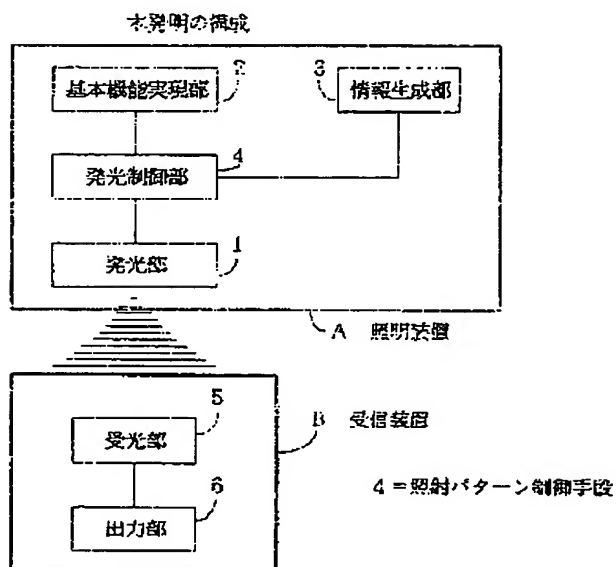 本発明の構成
2 3
基本機能実現部 情報生成部
4
発光制御部
1
発光部
A 照明装置
5
B 受信装置
受光部
6
4=照射パターン制御手段
出力部